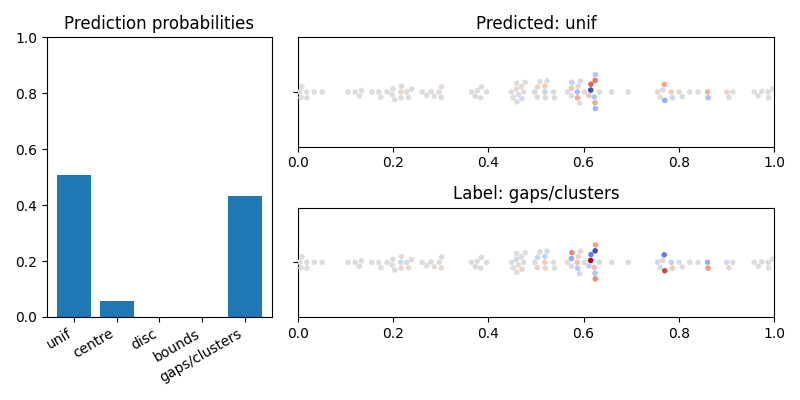 Prediction probabilities
1.0
0.8
0.6
0.4
0.2
0.0
unif
centre
disc
bounds
gaps/clusters
Predicted: unif
0.0 0.2 0.4 0.6 0.8 1.0
Label: gaps/clusters
0.0 0.2 0.4 0.6 0.8 1.0